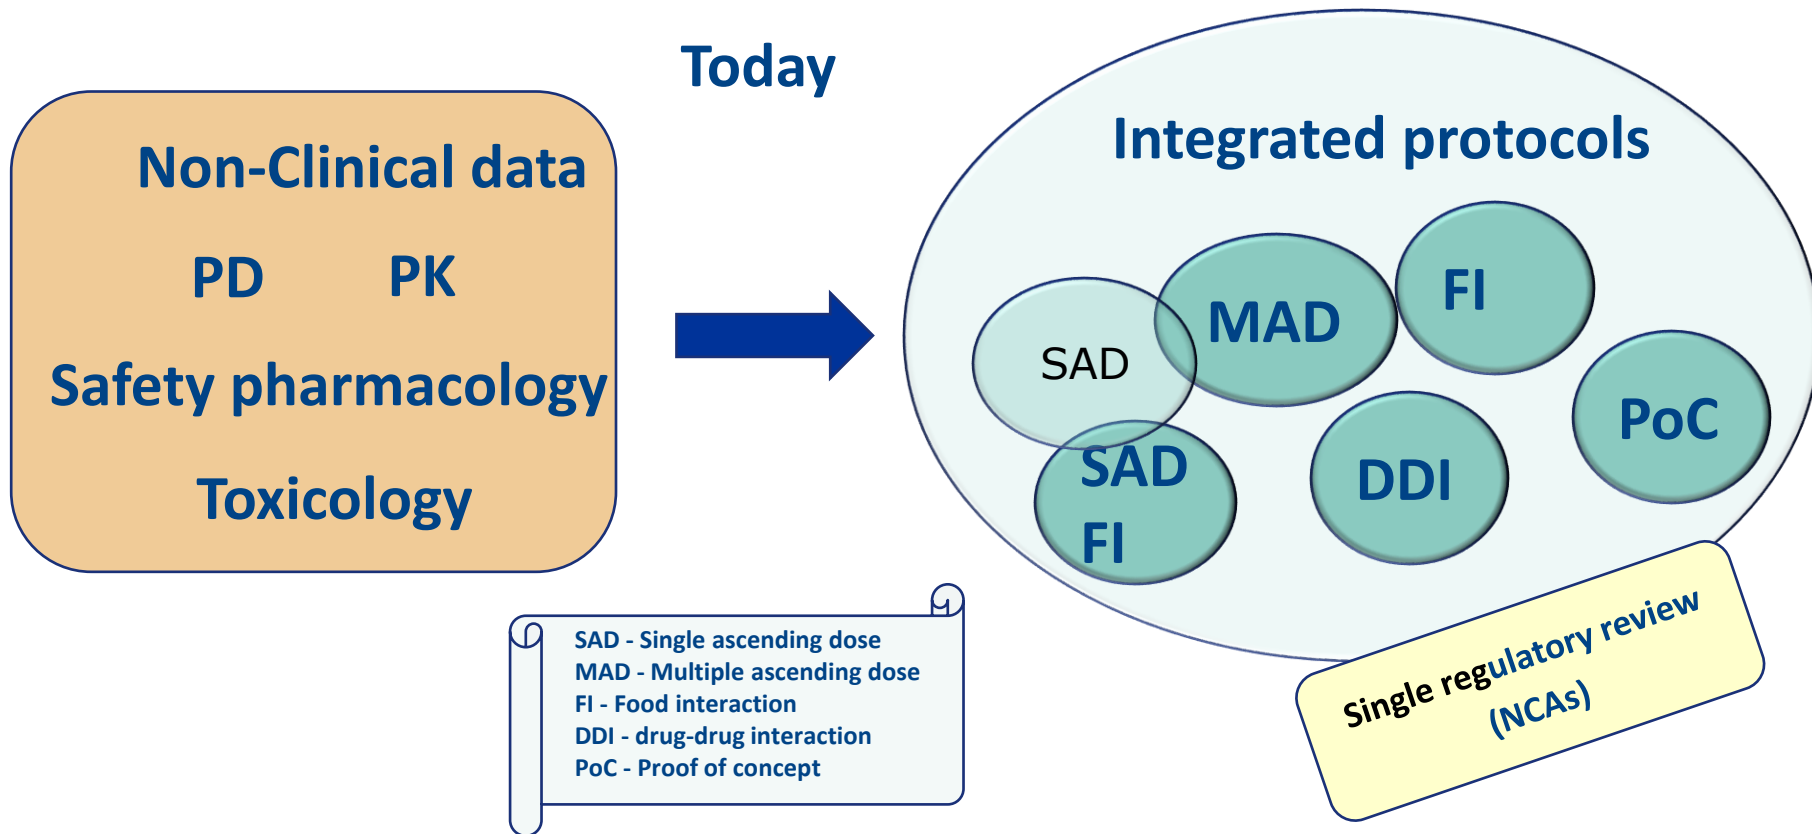 Today
Non-Clinical data
PD PK
Safety pharmacology
Toxicology
Integrated protocols
SAD
MAD
FI
SAD
FI
DDI
PoC
SAD - Single ascending dose
MAD - Multiple ascending dose
FI - Food interaction
DDI - drug-drug interaction
PoC - Proof of concept
Single regulatory review
(NCAs)